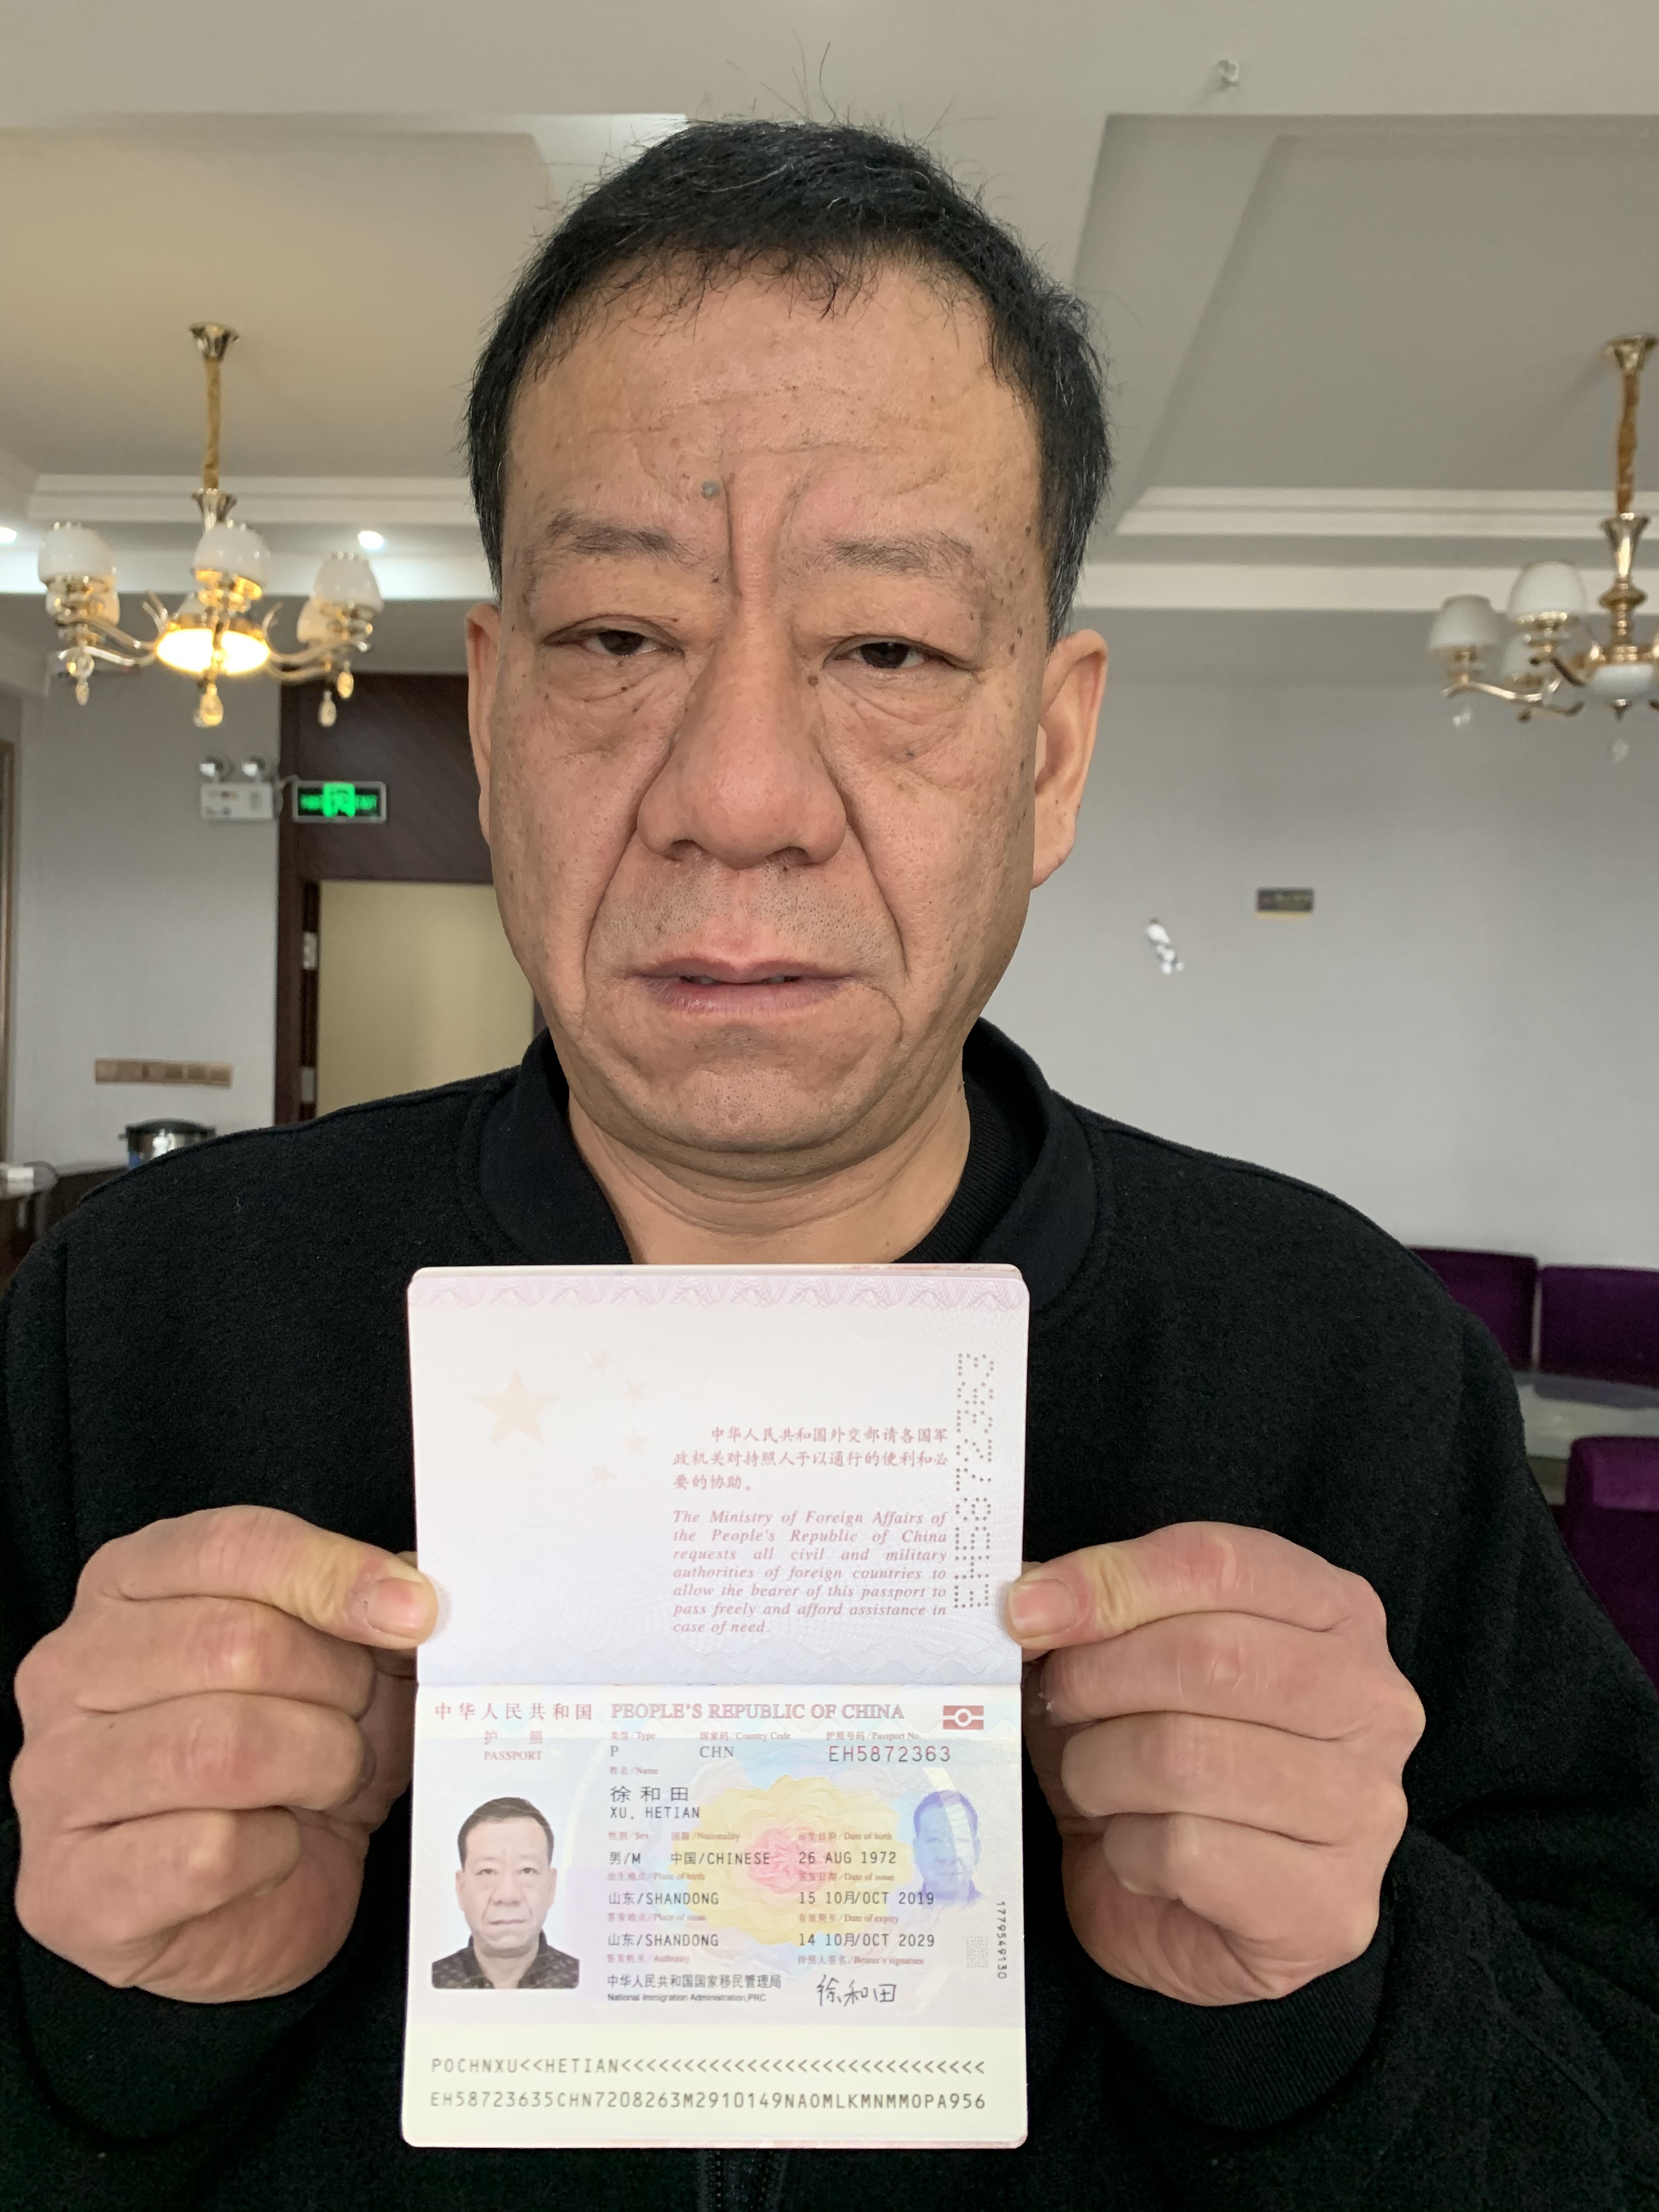 中华人民共和国外交部请各国军
政机关对持照人予以通行的便利和必
要的协助。
The Ministry of Foreign Affairs of
the People's Republic of China
requests all civil and military
authorities of foreign countries to
allow the bearer of this passport to
pass freely and afford assistance in
case of need.
EH5872363
中华人民共和国 PEOPLE'S REPUBLIC OF CHINA
护 照
PASSPORT
类型/Type 国家码/Country Code 护照号码/Passport No.
P CHN EH5872363
姓名/Name
徐和田
XU, HETIAN
性别/Sex 国籍/Nationality 出生日期/Date of birth
男/M 中国/CHINESE 26 AUG 1972
出生地点/Place of birth 签发日期/Date of issue
山东/SHANDONG 15 10月/OCT 2019
签发地点/Place of issue 有效期至/Date of expiry
山东/SHANDONG 14 10月/OCT 2029
签发机关/Authority 持照人签名/Bearer's signature
中华人民共和国国家移民管理局
National Immigration Administration,PRC
徐和田
1779549130
POCHNXU<<HETIAN<<<<<<<<<<<<<<<<<<<<<<<<<<<<<
EH58723635CHN7208263M2910149NAOMLKMNMMOPA956